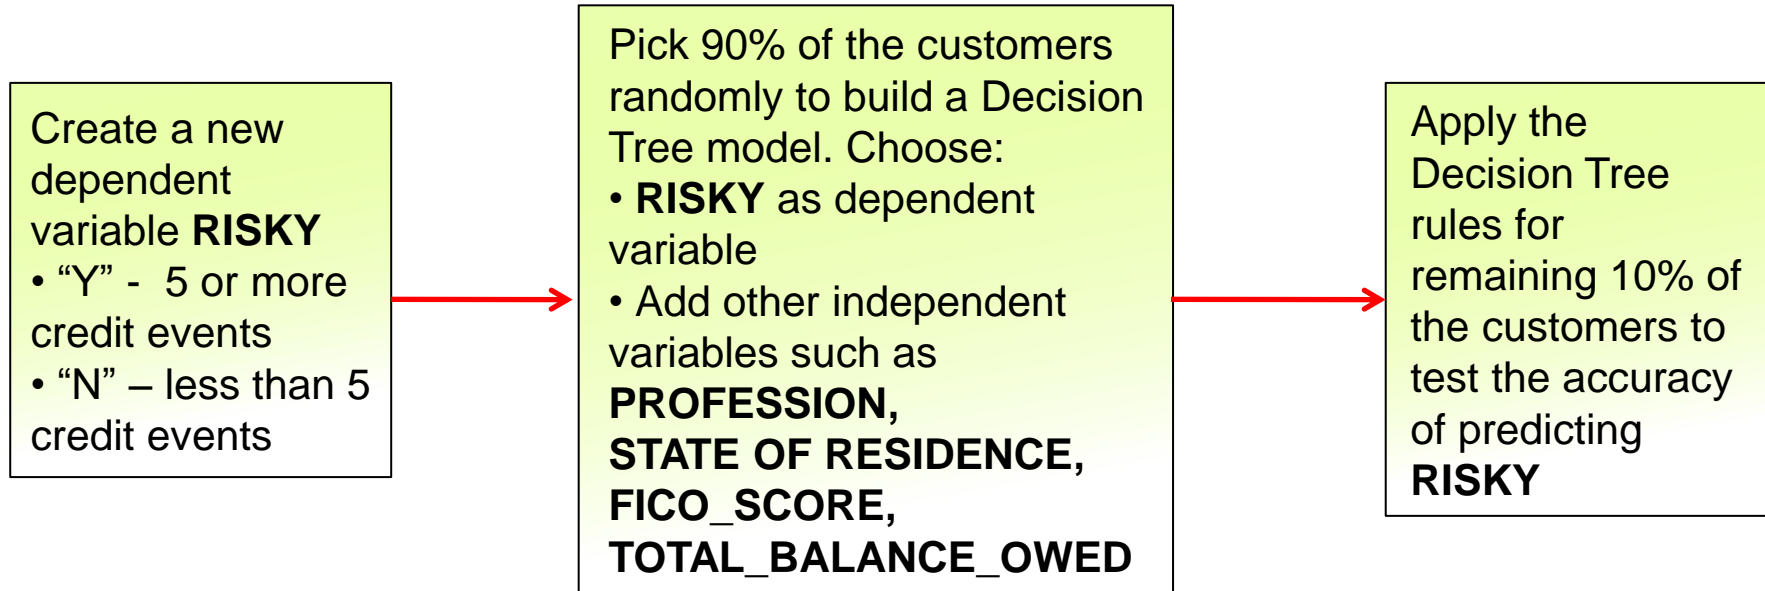 Create a new
dependent
variable RISKY
• “Y” -  5 or more
credit events
• “N” – less than 5
credit events
Pick 90% of the customers
randomly to build a Decision
Tree model. Choose:
• RISKY as dependent
variable
• Add other independent
variables such as
PROFESSION,
STATE OF RESIDENCE,
FICO_SCORE,
TOTAL_BALANCE_OWED
Apply the
Decision Tree
rules for
remaining 10% of
the customers to
test the accuracy
of predicting
RISKY